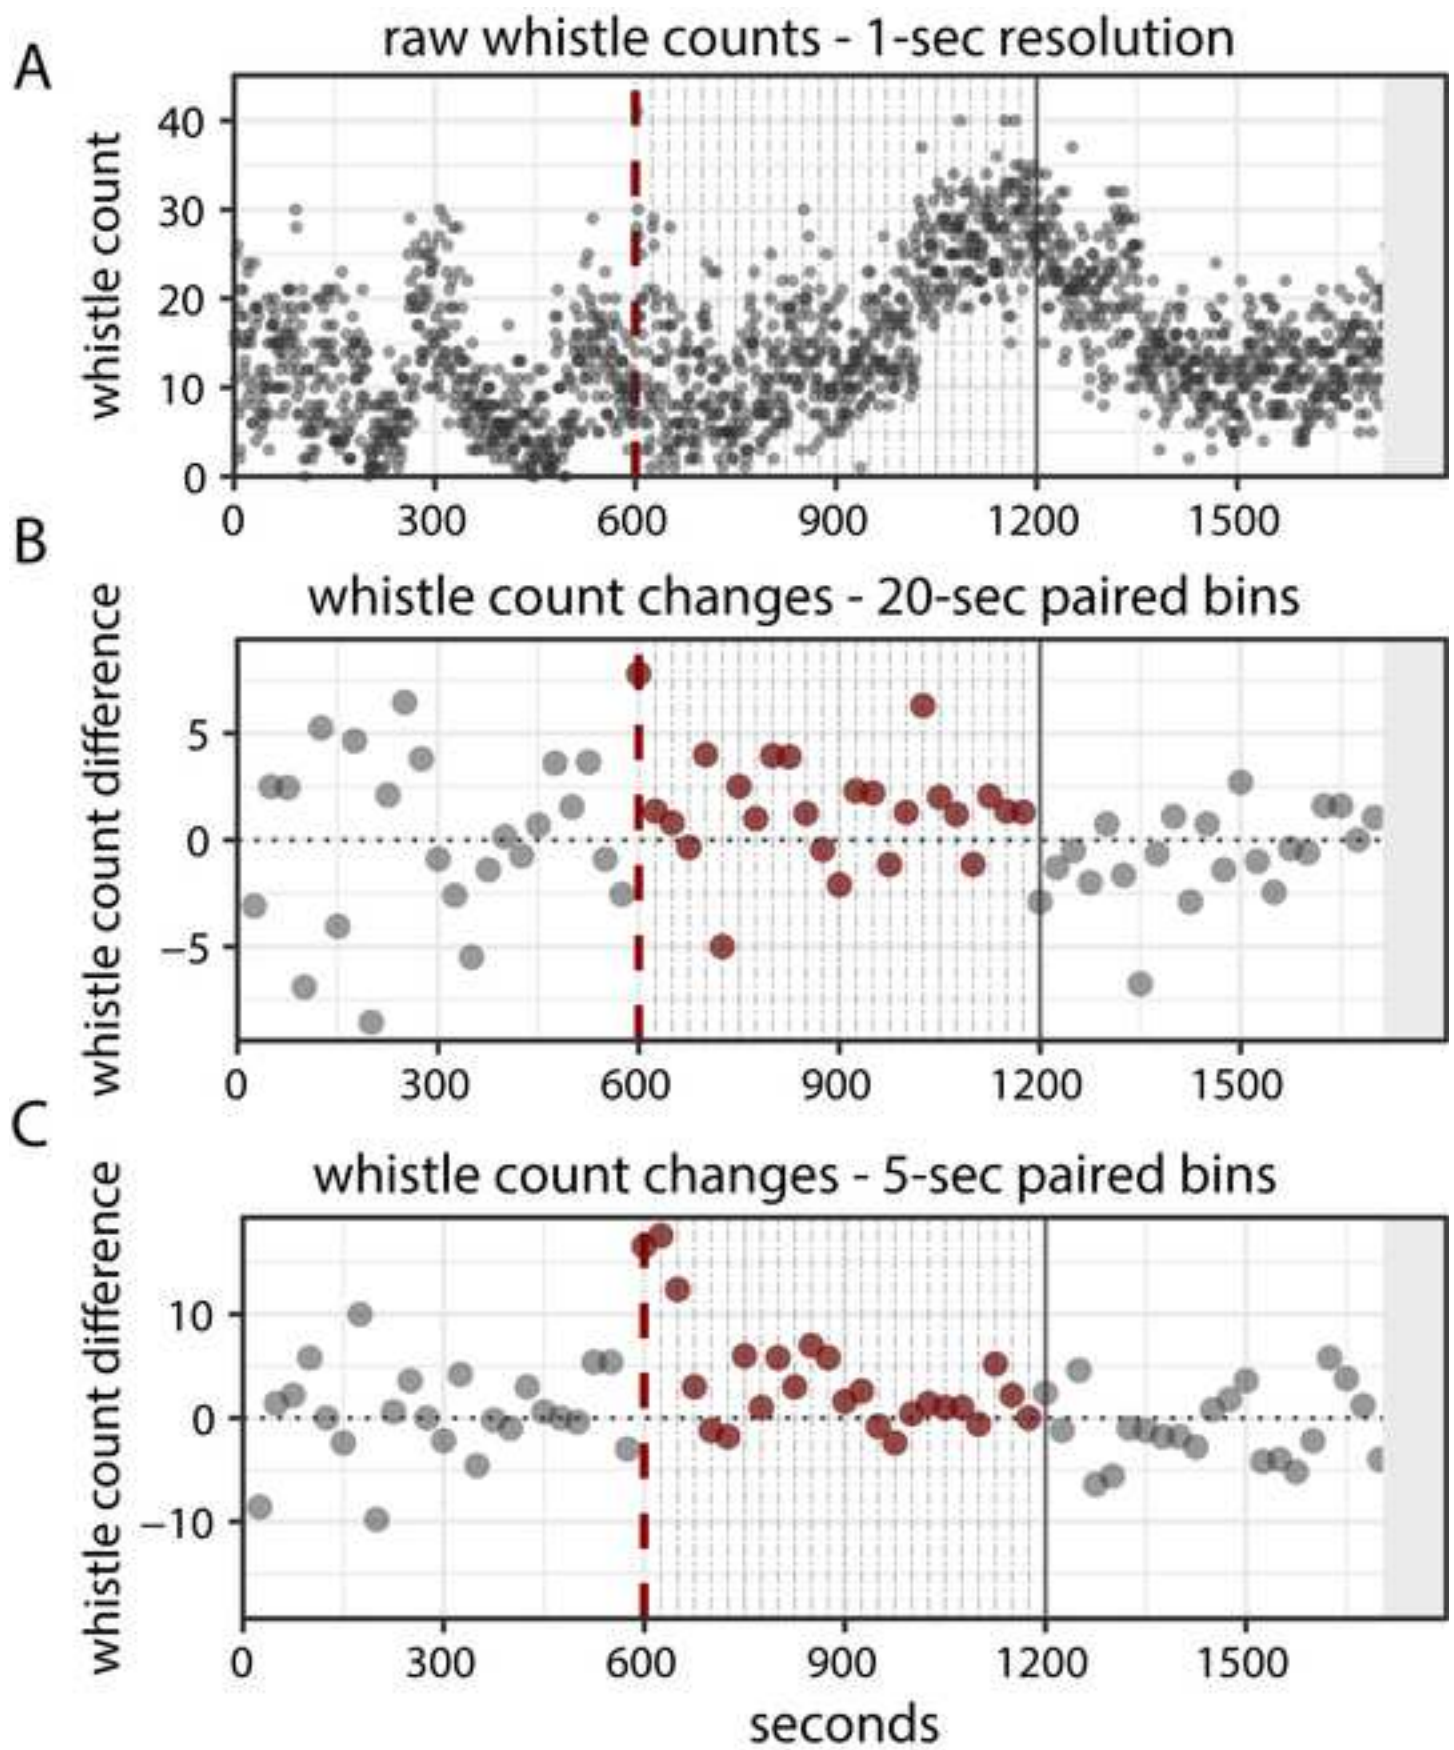 A
raw whistle counts - 1-sec resolution
whistle count
40
30
20
10
0
0 300 600 900 1200 1500
B
whistle count changes - 20-sec paired bins
whistle count difference
5
0
−5
0 300 600 900 1200 1500
C
whistle count changes - 5-sec paired bins
whistle count difference
10
0
−10
0 300 600 900 1200 1500
seconds